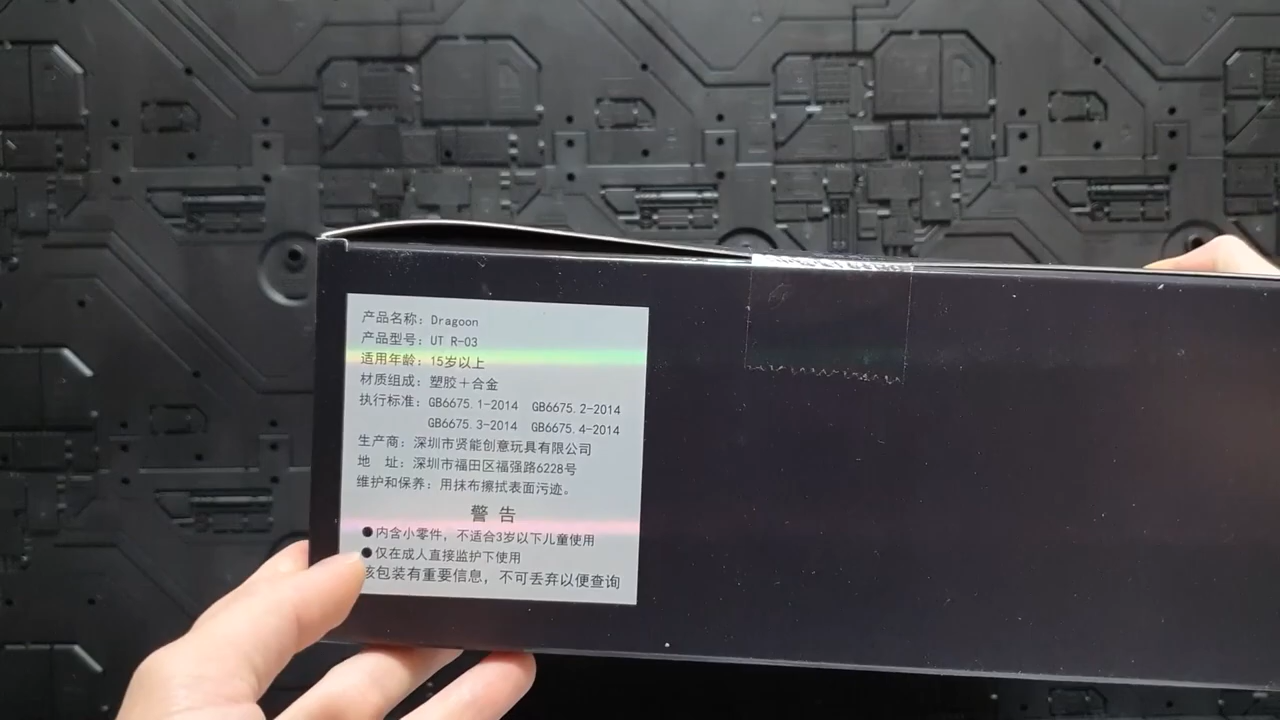 产品名称：Dragoon
产品型号：UT R-03
适用年龄：15岁以上
材质组成：塑胶＋合金
执行标准：GB6675.1-2014 GB6675.2-2014
GB6675.3-2014 GB6675.4-2014
生产商：深圳市贤能创意玩具有限公司
地 址：深圳市福田区福强路6228号
维护和保养：用抹布擦拭表面污迹。
警 告
●内含小零件，不适合3岁以下儿童使用
●仅在成人直接监护下使用
该包装有重要信息，不可丢弃以便查询